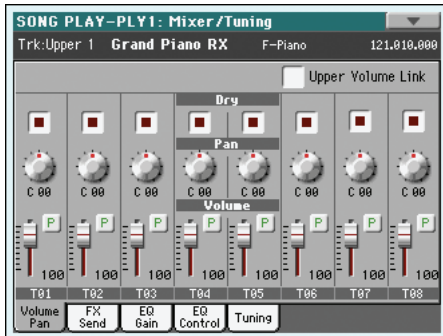 SONG PLAY-PLY1: Mixer/Tuning
Trk:Upper 1 Grand Piano RX F-Piano 121.010.000
Upper Volume Link
Dry
Pan
C 00 C 00 C 00 C 00 C 00 C 00 C 00 C 00
Volume
P P P P P P P P
100 100 100 100 100 100 100 100
T01 T02 T03 T04 T05 T06 T07 T08
Volume Pan FX Send EQ Gain EQ Control Tuning